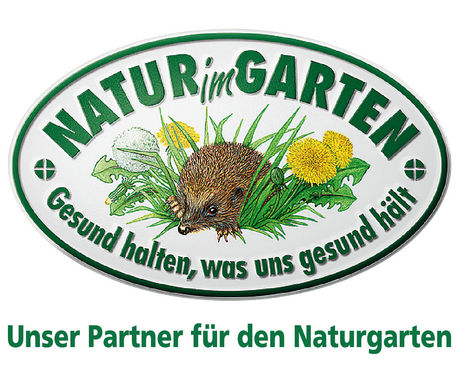 NATUR im GARTEN
Gesund halten, was uns gesund hält
Unser Partner für den Naturgarten